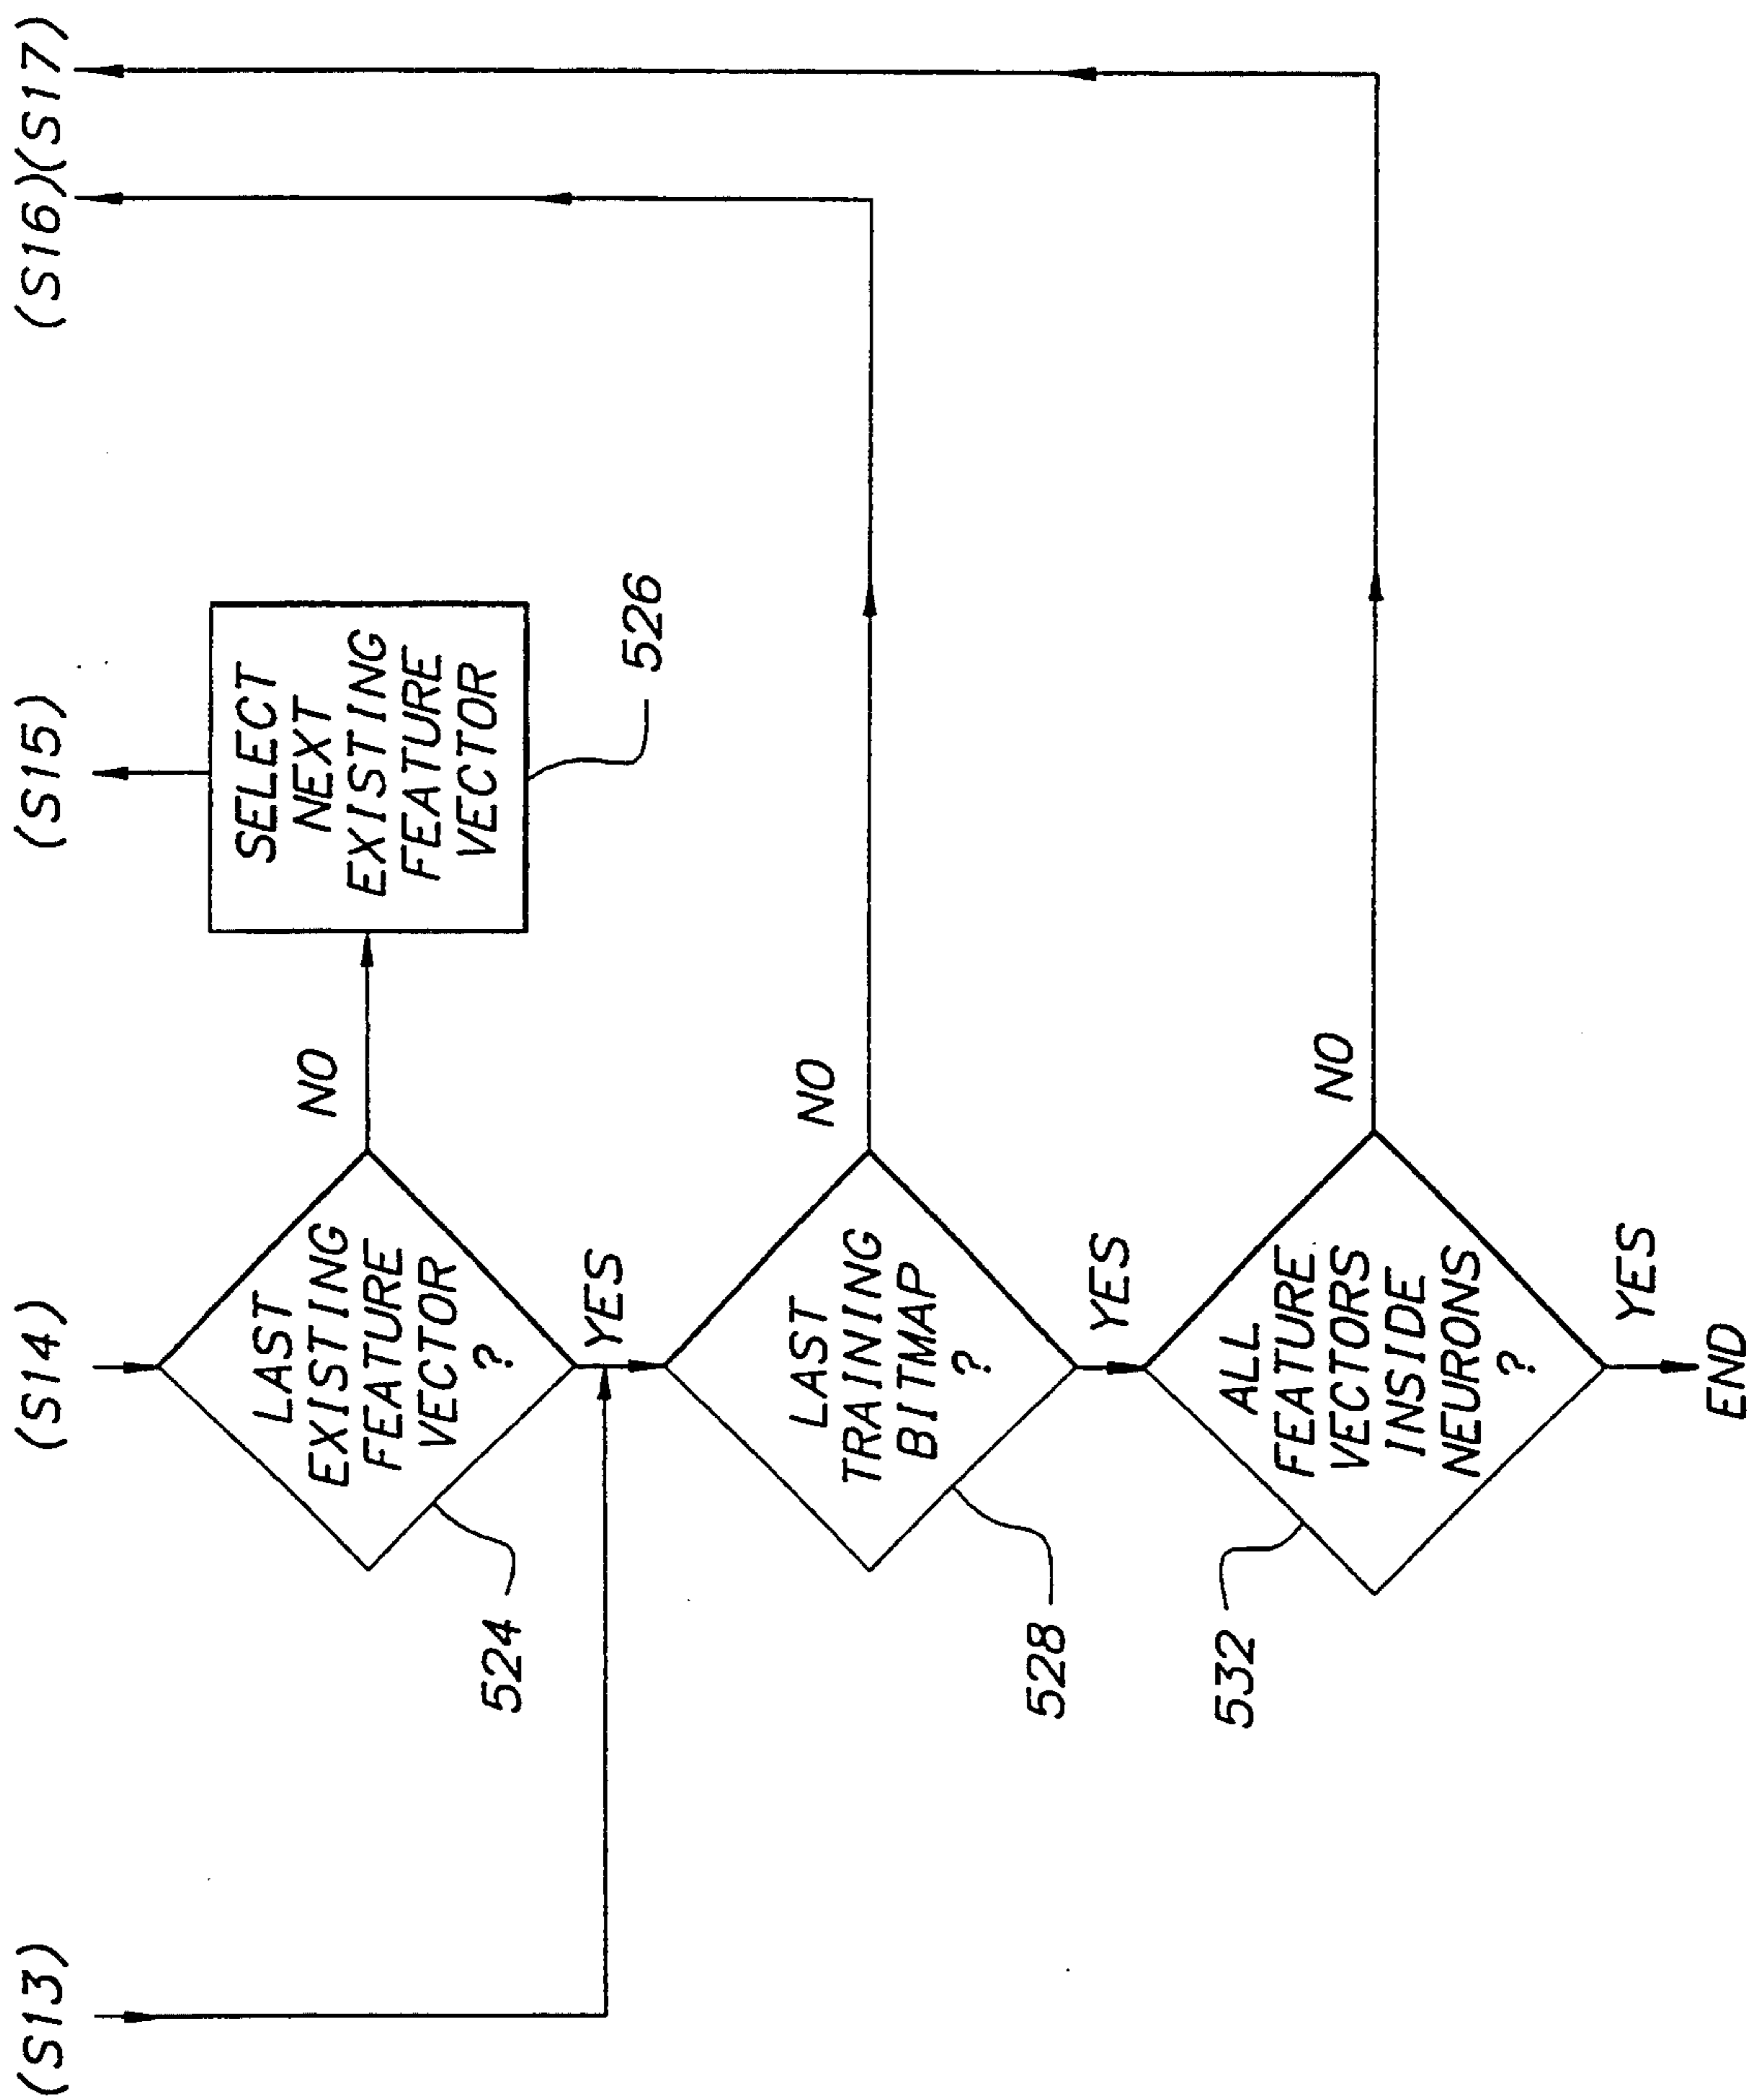 (S13)
(S14)
(S15)
(S16)(S17)
LAST
EXISTING
FEATURE
VECTOR
?
524
NO
SELECT
NEXT
EXISTING
FEATURE
VECTOR
526
YES
LAST
TRAINING
BITMAP
?
528
NO
YES
ALL
FEATURE
VECTORS
INSIDE
NEURONS
?
532
NO
YES
END